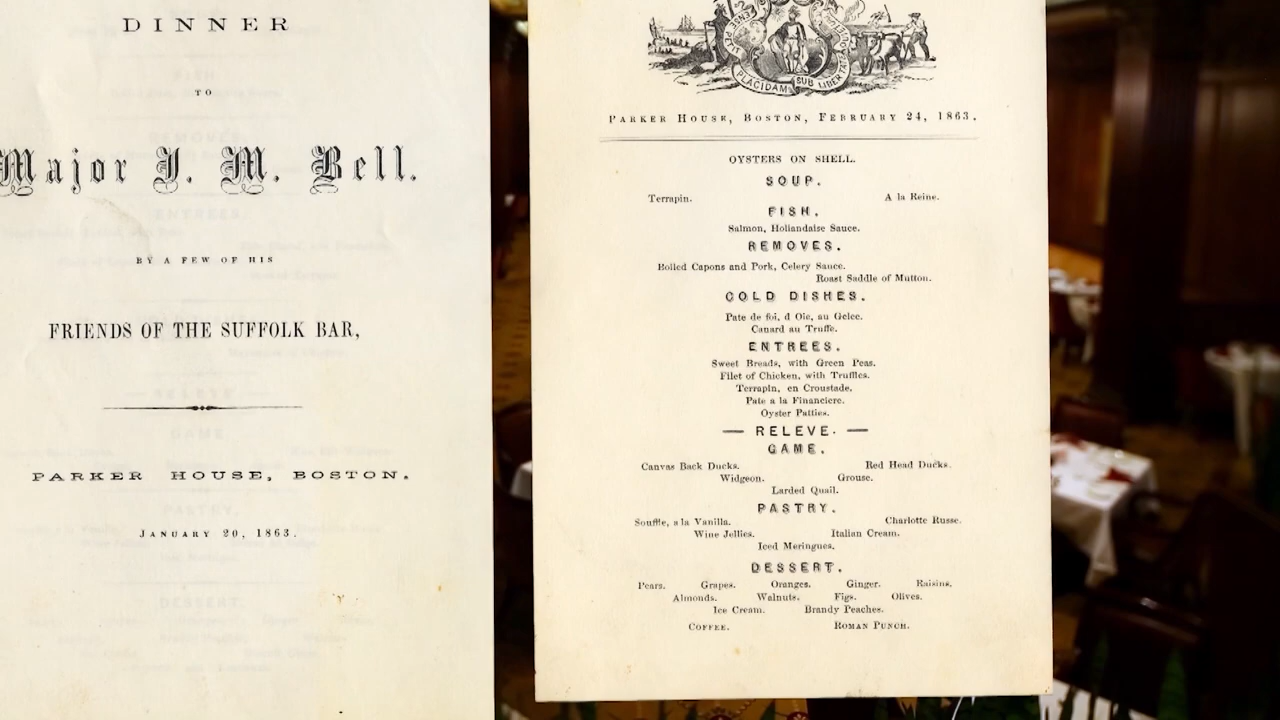 DINNER
TO
Major J. M. Bell.
BY A FEW OF HIS
FRIENDS OF THE SUFFOLK BAR,
PARKER HOUSE, BOSTON.
JANUARY 20, 1863.
ENSE PETIT PLACIDAM SUB LIBERTATE
PARKER HOUSE, BOSTON, FEBRUARY 24, 1863.
OYSTERS ON SHELL.
SOUP.
Terrapin. A la Reine.
FISH.
Salmon, Hollandaise Sauce.
REMOVES.
Boiled Capons and Pork, Celery Sauce.
Roast Saddle of Mutton.
COLD DISHES.
Pate de foi, d Oie, au Gelee.
Canard au Truffe.
ENTREES.
Sweet Breads, with Green Peas.
Filet of Chicken, with Truffles.
Terrapin, en Croustade.
Pate a la Financiere.
Oyster Patties.
— RELEVE. —
GAME.
Canvas Back Ducks. Red Head Ducks.
Widgeon. Grouse.
Larded Quail.
PASTRY.
Souffle, a la Vanilla. Charlotte Russe.
Wine Jellies. Italian Cream.
Iced Meringues.
DESSERT.
Pears. Grapes. Oranges. Ginger. Raisins.
Almonds. Walnuts. Figs. Olives.
Ice Cream. Brandy Peaches.
COFFEE. ROMAN PUNCH.